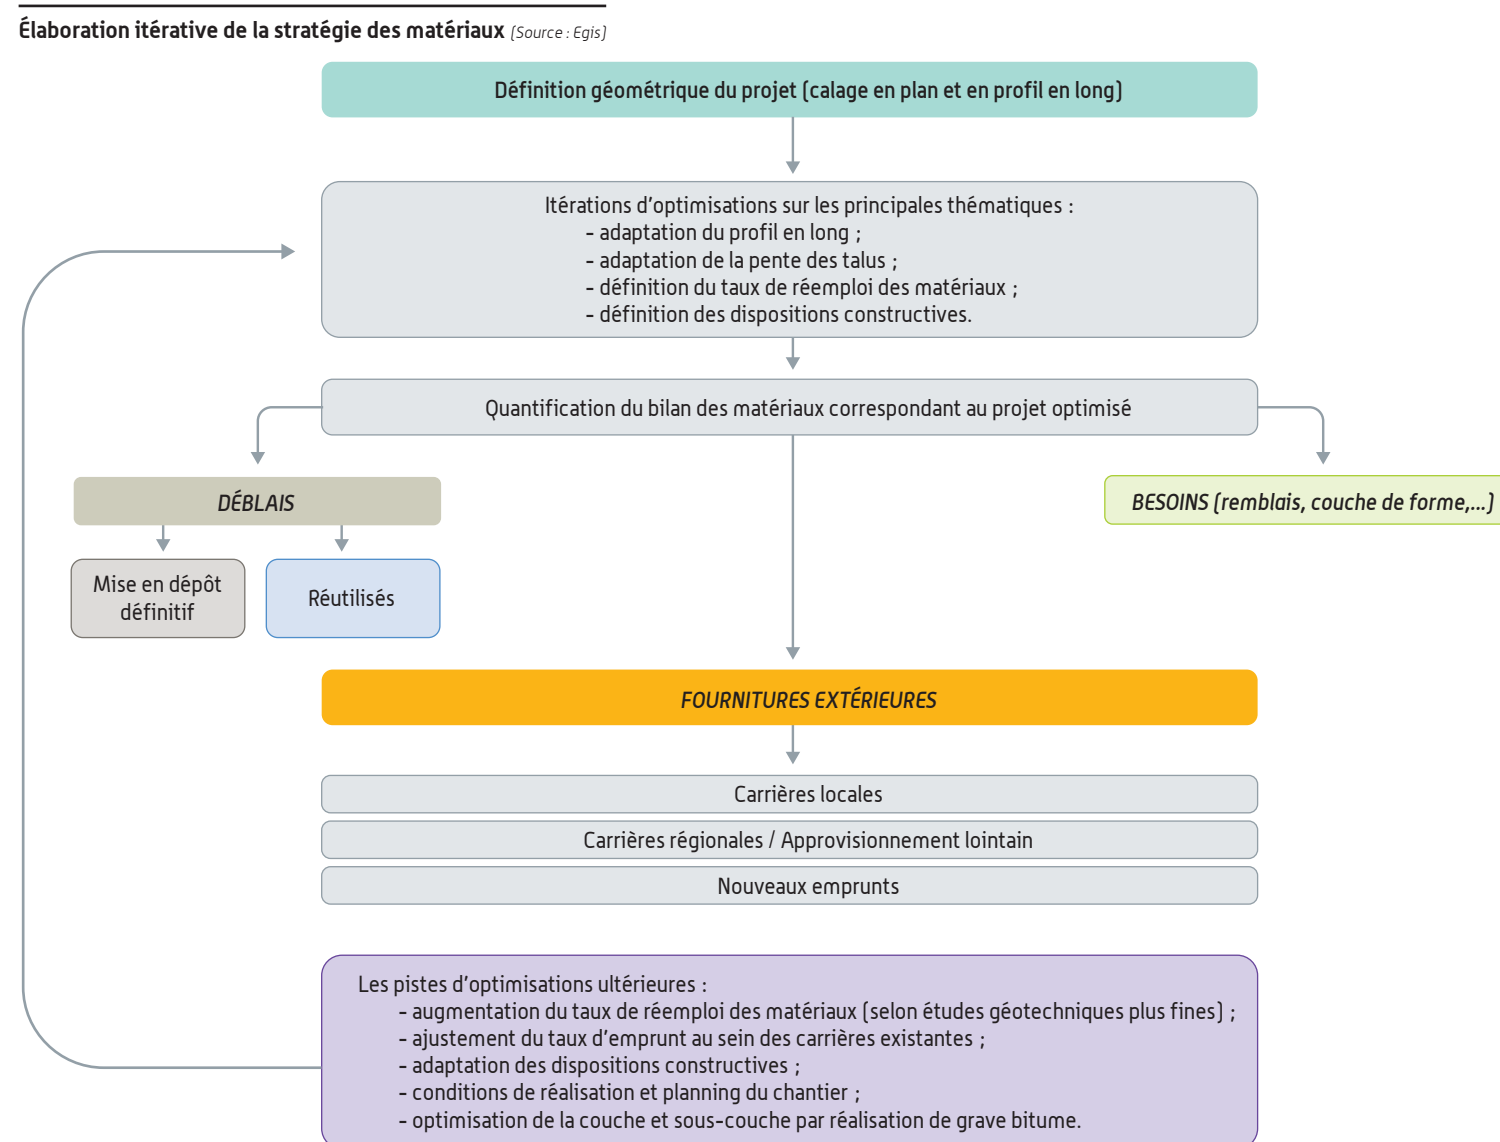 Élaboration itérative de la stratégie des matériaux (Source : Egis)
Définition géométrique du projet (calage en plan et en profil en long)
Itérations d'optimisations sur les principales thématiques :
- adaptation du profil en long ;
- adaptation de la pente des talus ;
- définition du taux de réemploi des matériaux ;
- définition des dispositions constructives.
Quantification du bilan des matériaux correspondant au projet optimisé
DÉBLAIS
BESOINS (remblais, couche de forme,...)
Mise en dépôt
définitif
Réutilisés
FOURNITURES EXTÉRIEURES
Carrières locales
Carrières régionales / Approvisionnement lointain
Nouveaux emprunts
Les pistes d'optimisations ultérieures :
- augmentation du taux de réemploi des matériaux (selon études géotechniques plus fines) ;
- ajustement du taux d'emprunt au sein des carrières existantes ;
- adaptation des dispositions constructives ;
- conditions de réalisation et planning du chantier ;
- optimisation de la couche et sous-couche par réalisation de grave bitume.